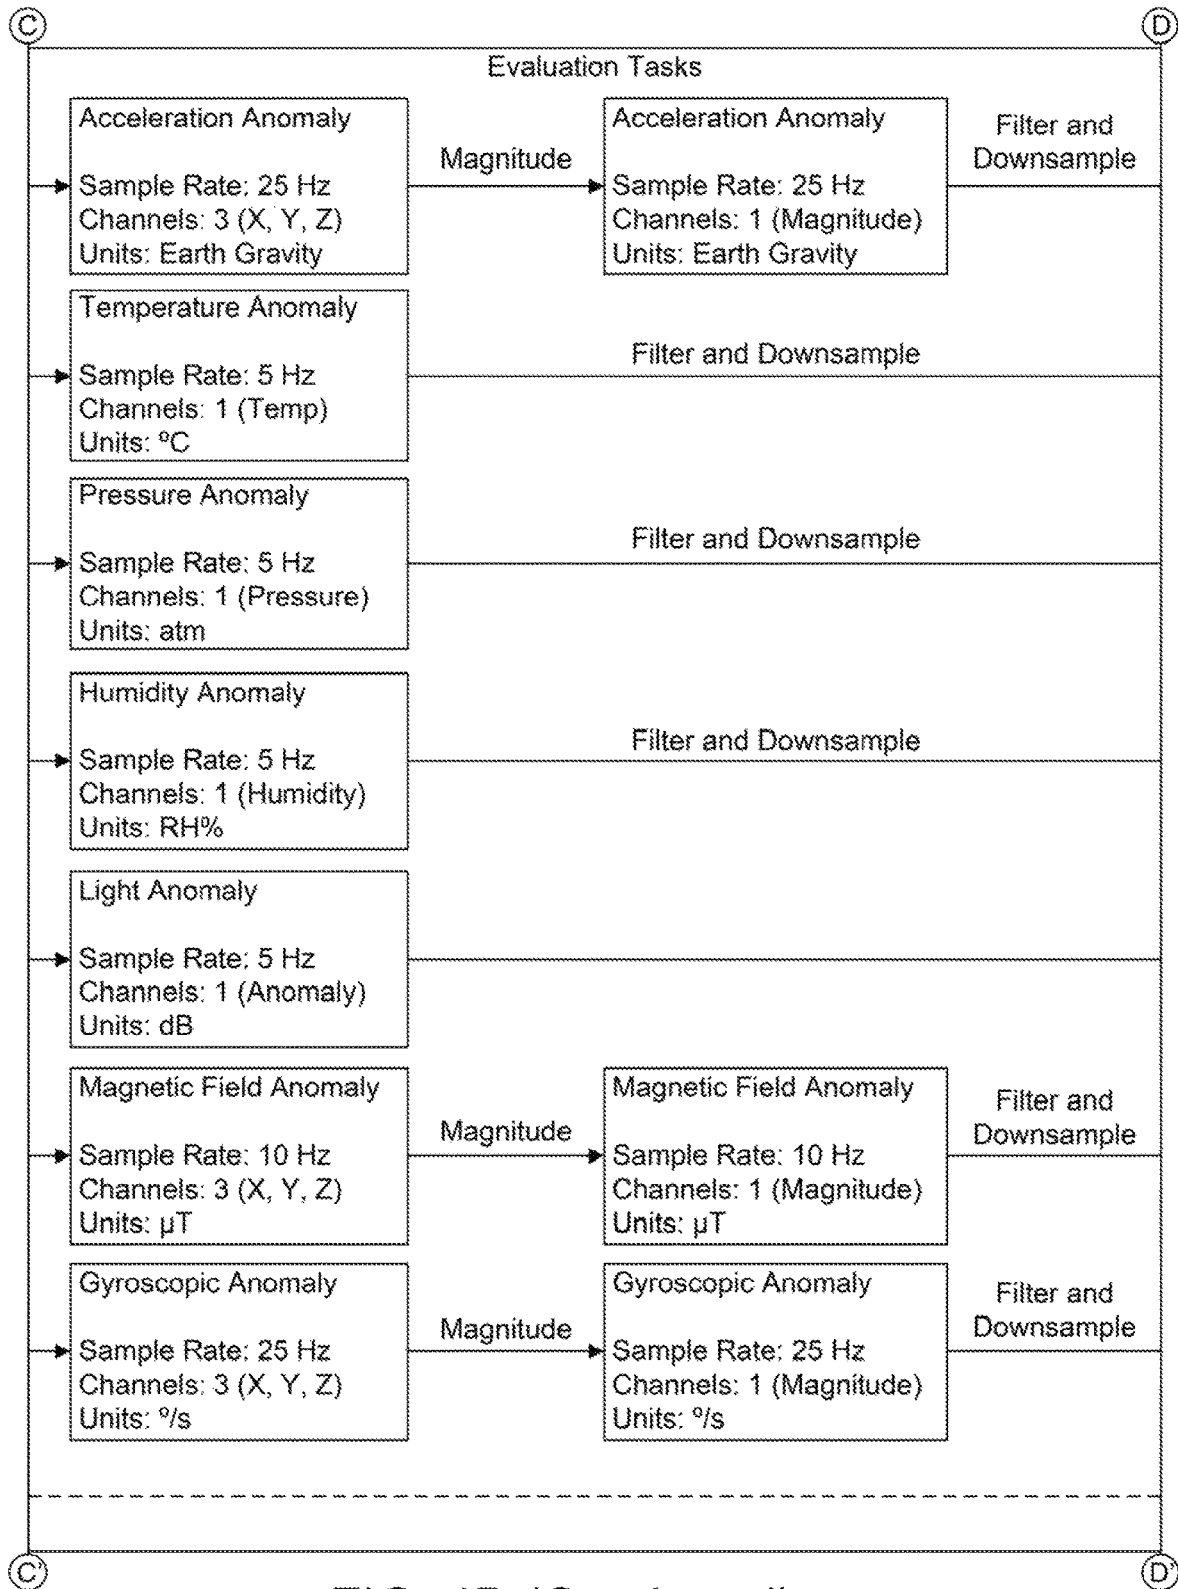 C
D
Evaluation Tasks
Acceleration Anomaly
Sample Rate: 25 Hz
Channels: 3 (X, Y, Z)
Units: Earth Gravity
Magnitude
Acceleration Anomaly
Sample Rate: 25 Hz
Channels: 1 (Magnitude)
Units: Earth Gravity
Filter and
Downsample
Temperature Anomaly
Sample Rate: 5 Hz
Channels: 1 (Temp)
Units: ºC
Filter and Downsample
Pressure Anomaly
Sample Rate: 5 Hz
Channels: 1 (Pressure)
Units: atm
Filter and Downsample
Humidity Anomaly
Sample Rate: 5 Hz
Channels: 1 (Humidity)
Units: RH%
Filter and Downsample
Light Anomaly
Sample Rate: 5 Hz
Channels: 1 (Anomaly)
Units: dB
Magnetic Field Anomaly
Sample Rate: 10 Hz
Channels: 3 (X, Y, Z)
Units: µT
Magnitude
Magnetic Field Anomaly
Sample Rate: 10 Hz
Channels: 1 (Magnitude)
Units: µT
Filter and
Downsample
Gyroscopic Anomaly
Sample Rate: 25 Hz
Channels: 3 (X, Y, Z)
Units: º/s
Magnitude
Gyroscopic Anomaly
Sample Rate: 25 Hz
Channels: 1 (Magnitude)
Units: º/s
Filter and
Downsample
C'
D'